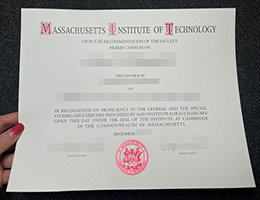 MASSACHUSETTS INSTITUTE OF TECHNOLOGY
UPON THE RECOMMENDATION OF THE FACULTY
HEREBY CONFERS ON
THE DEGREE OF
IN
IN RECOGNITION OF PROFICIENCY IN THE GENERAL AND THE SPECIAL
STUDIES AND EXERCISES PRESCRIBED BY SAID INSTITUTE FOR SUCH DEGREE
GIVEN THIS DAY UNDER THE SEAL OF THE INSTITUTE AT CAMBRIDGE
IN THE COMMONWEALTH OF MASSACHUSETTS
DECEMBER
SECRETARY
PRESIDENT